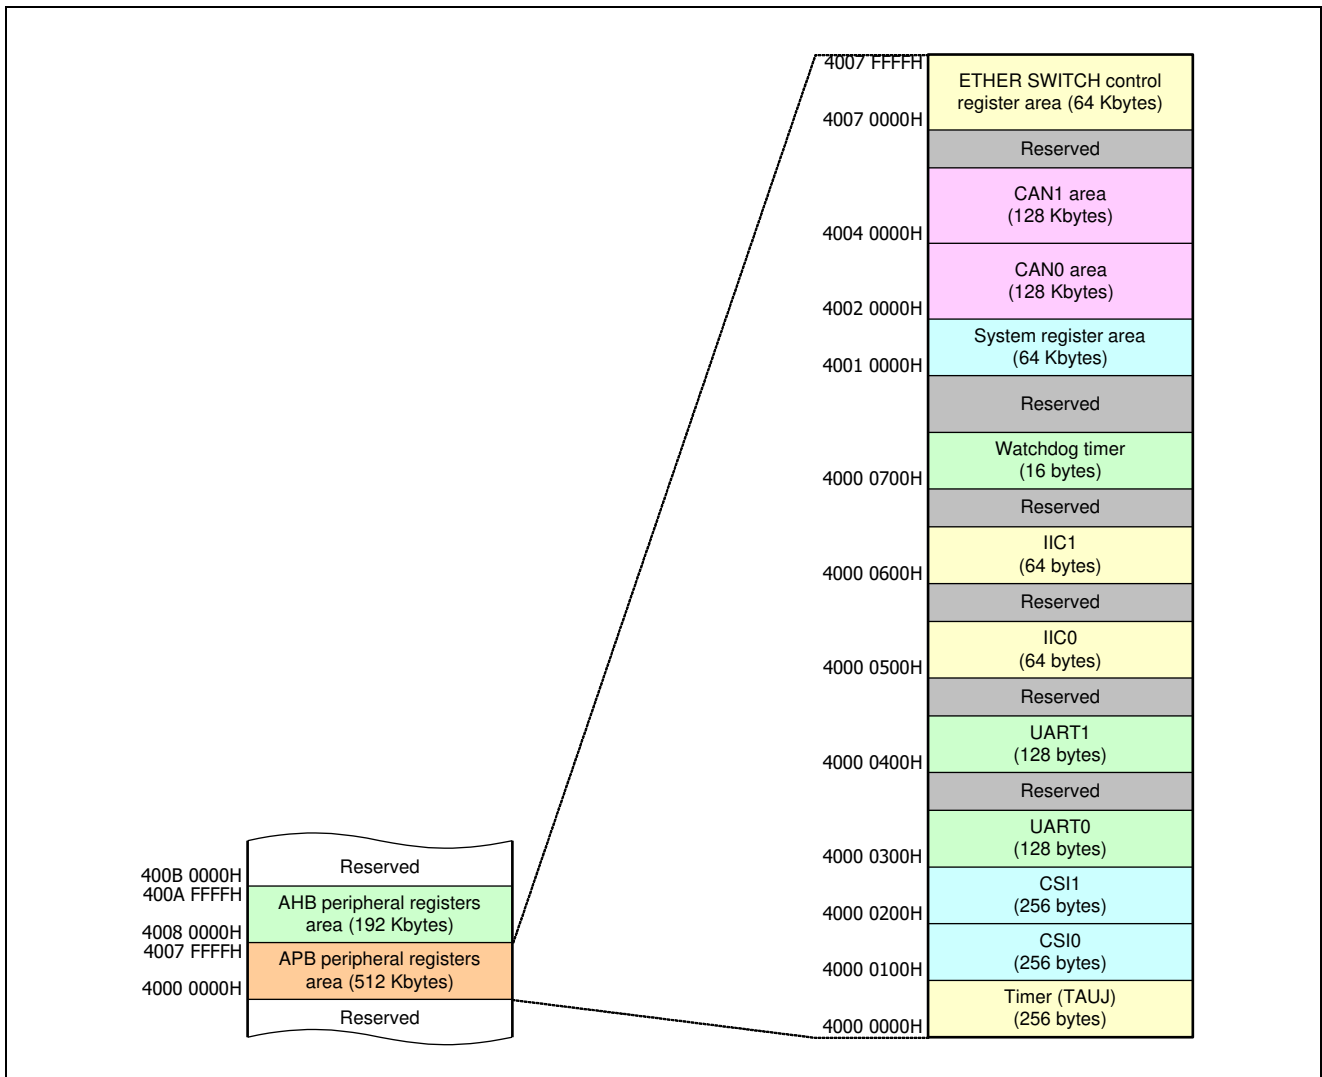 4007 FFFFH
ETHER SWITCH control
register area (64 Kbytes)
4007 0000H
Reserved
CAN1 area
(128 Kbytes)
4004 0000H
CAN0 area
(128 Kbytes)
4002 0000H
System register area
(64 Kbytes)
4001 0000H
Reserved
Watchdog timer
(16 bytes)
4000 0700H
Reserved
IIC1
(64 bytes)
4000 0600H
Reserved
IIC0
(64 bytes)
4000 0500H
Reserved
UART1
(128 bytes)
4000 0400H
Reserved
UART0
(128 bytes)
4000 0300H
CSI1
(256 bytes)
4000 0200H
CSI0
(256 bytes)
4000 0100H
Timer (TAUJ)
(256 bytes)
4000 0000H
Reserved
400B 0000H
400A FFFFH
AHB peripheral registers
area (192 Kbytes)
4008 0000H
4007 FFFFH
APB peripheral registers
area (512 Kbytes)
4000 0000H
Reserved